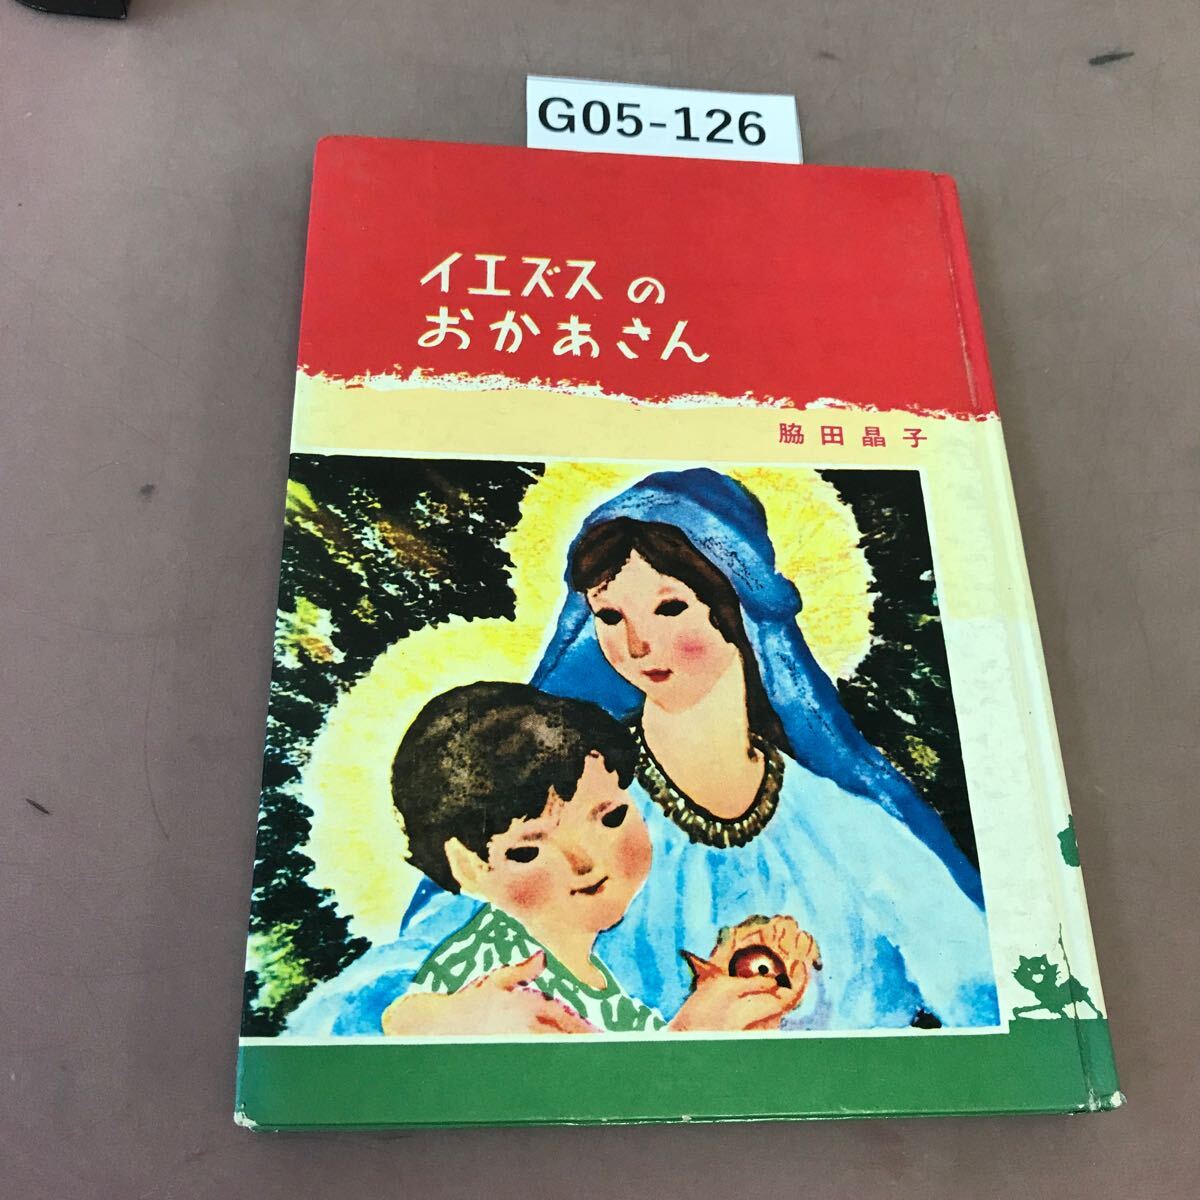 G05-126
イエズスの
おかあさん
脇田晶子